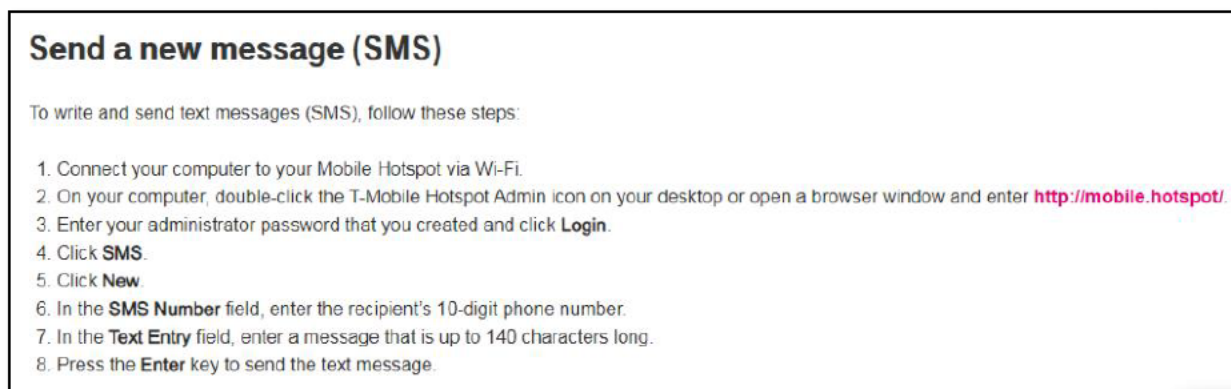 Send a new message (SMS)
To write and send text messages (SMS), follow these steps:
1. Connect your computer to your Mobile Hotspot via Wi-Fi.
2. On your computer, double-click the T-Mobile Hotspot Admin icon on your desktop or open a browser window and enter http://mobile.hotspot/.
3. Enter your administrator password that you created and click Login.
4. Click SMS.
5. Click New.
6. In the SMS Number field, enter the recipient's 10-digit phone number.
7. In the Text Entry field, enter a message that is up to 140 characters long.
8. Press the Enter key to send the text message.